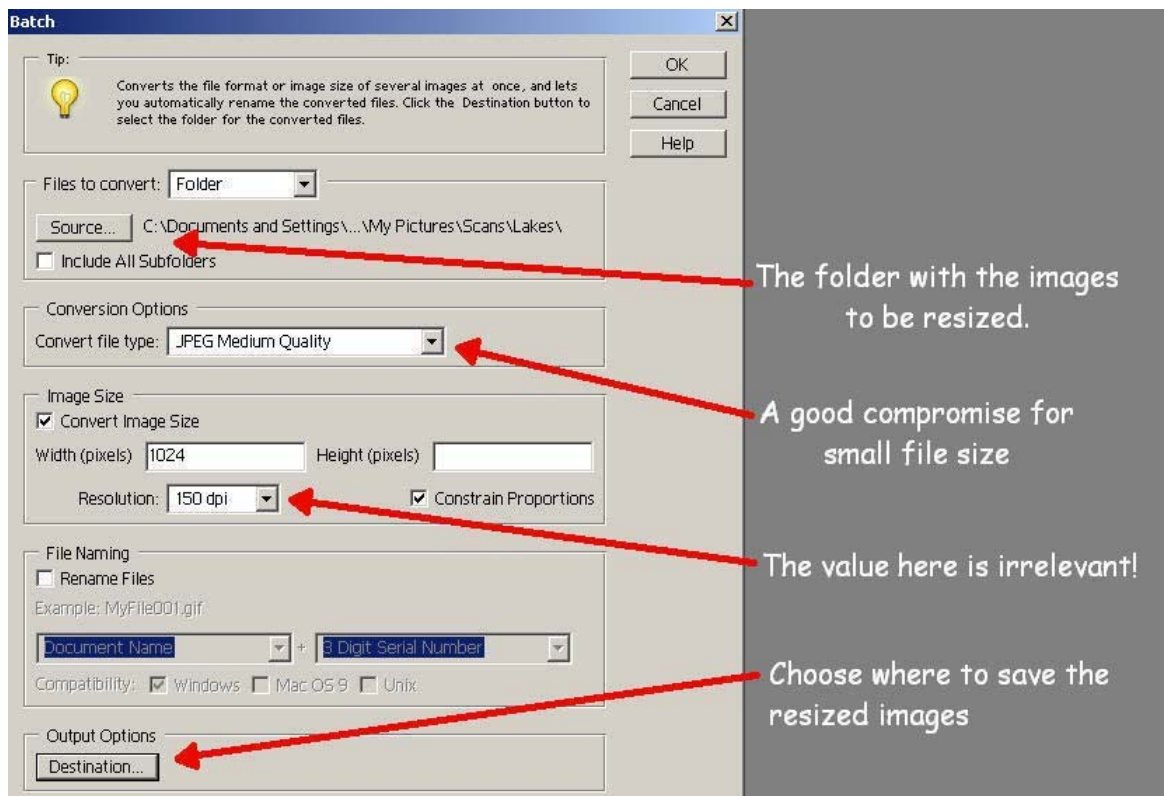 Batch
Tip:
Converts the file format or image size of several images at once, and lets
you automatically rename the converted files. Click the Destination button to
select the folder for the converted files.
OK
Cancel
Help
Files to convert: Folder
Source... C:\Documents and Settings\...\My Pictures\Scans\Lakes\
Include All Subfolders
The folder with the images
to be resized.
Conversion Options
Convert file type: JPEG Medium Quality
A good compromise for
small file size
Image Size
Convert Image Size
Width (pixels) 1024 Height (pixels)
Resolution: 150 dpi Constrain Proportions
The value here is irrelevant!
File Naming
Rename Files
Example: MyFile001.gif
Document Name + 3 Digit Serial Number
Compatibility: Windows Mac OS 9 Unix
Choose where to save the
resized images
Output Options
Destination...